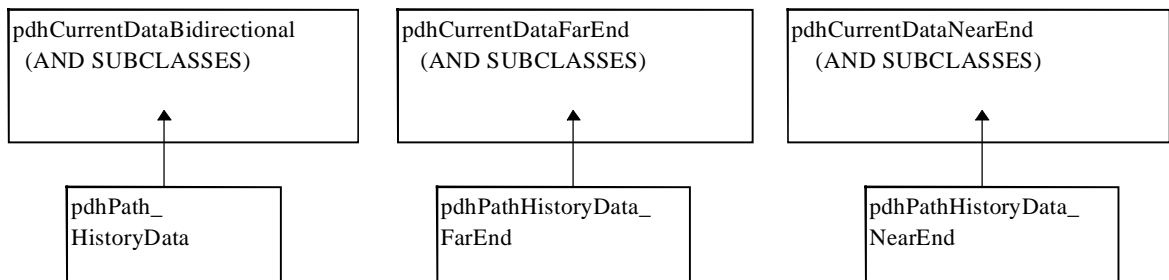 pdhCurrentDataBidirectional
(AND SUBCLASSES)
pdhCurrentDataFarEnd
(AND SUBCLASSES)
pdhCurrentDataNearEnd
(AND SUBCLASSES)
pdhPath_
HistoryData
pdhPathHistoryData_
FarEnd
pdhPathHistoryData_
NearEnd